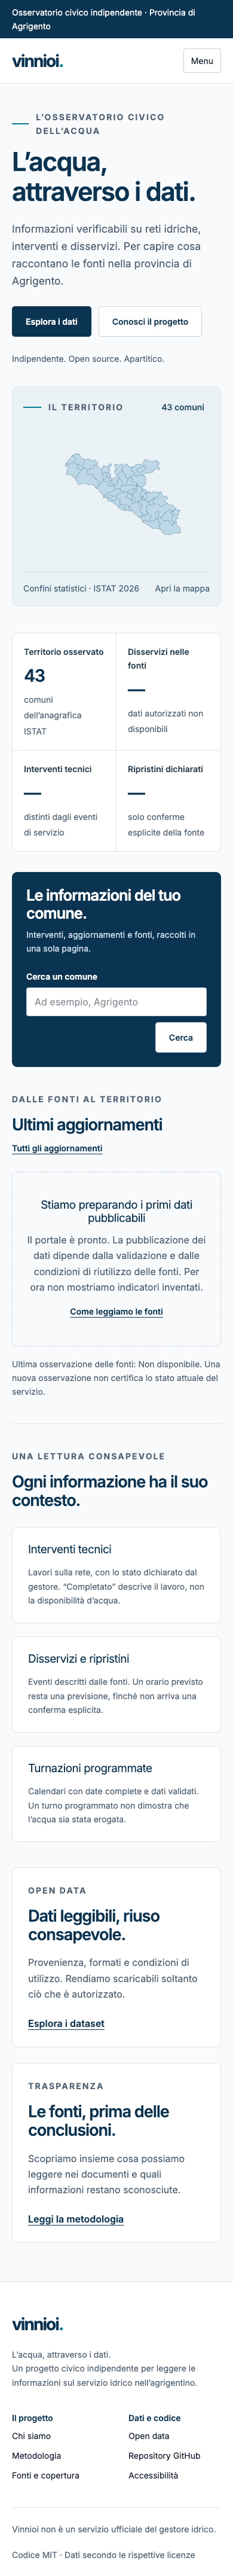 Osservatorio civico indipendente · Provincia di
Agrigento
vinnioi.
Menu
L'OSSERVATORIO CIVICO
DELL'ACQUA
L'acqua,
attraverso i dati.
Informazioni verificabili su reti idriche,
interventi e disservizi. Per capire cosa
raccontano le fonti nella provincia di
Agrigento.
Esplora i dati
Conosci il progetto
Indipendente. Open source. Apartitico.
IL TERRITORIO
43 comuni
Confini statistici · ISTAT 2026
Apri la mappa
Territorio osservato
43
comuni
dell'anagrafica
ISTAT
Disservizi nelle
fonti
—
dati autorizzati non
disponibili
Interventi tecnici
—
distinti dagli eventi
di servizio
Ripristini dichiarati
—
solo conferme
esplicite della fonte
Le informazioni del tuo
comune.
Interventi, aggiornamenti e fonti, raccolti in
una sola pagina.
Cerca un comune
Ad esempio, Agrigento
Cerca
DALLE FONTI AL TERRITORIO
Ultimi aggiornamenti
Tutti gli aggiornamenti
Stiamo preparando i primi dati
pubblicabili
Il portale è pronto. La pubblicazione dei
dati dipende dalla validazione e dalle
condizioni di riutilizzo delle fonti. Per
ora non mostriamo indicatori inventati.
Come leggiamo le fonti
Ultima osservazione delle fonti: Non disponibile. Una
nuova osservazione non certifica lo stato attuale del
servizio.
UNA LETTURA CONSAPEVOLE
Ogni informazione ha il suo
contesto.
Interventi tecnici
Lavori sulla rete, con lo stato dichiarato dal
gestore. “Completato” descrive il lavoro, non
la disponibilità d'acqua.
Disservizi e ripristini
Eventi descritti dalle fonti. Un orario previsto
resta una previsione, finché non arriva una
conferma esplicita.
Turnazioni programmate
Calendari con date complete e dati validati.
Un turno programmato non dimostra che
l'acqua sia stata erogata.
OPEN DATA
Dati leggibili, riuso
consapevole.
Provenienza, formati e condizioni di
utilizzo. Rendiamo scaricabili soltanto
ciò che è autorizzato.
Esplora i dataset
TRASPARENZA
Le fonti, prima delle
conclusioni.
Scopriamo insieme cosa possiamo
leggere nei documenti e quali
informazioni restano sconosciute.
Leggi la metodologia
vinnioi.
L'acqua, attraverso i dati.
Un progetto civico indipendente per leggere le
informazioni sul servizio idrico nell'agrigentino.
Il progetto
Chi siamo
Metodologia
Fonti e copertura
Dati e codice
Open data
Repository GitHub
Accessibilità
Vinnioi non è un servizio ufficiale del gestore idrico.
Codice MIT · Dati secondo le rispettive licenze